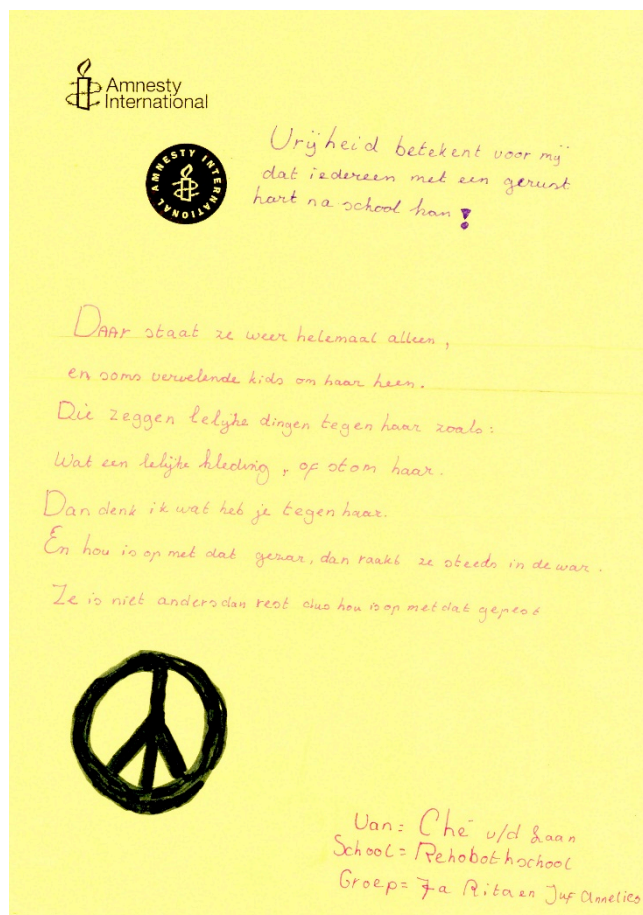 Amnesty
International
AMNESTY INTERNATIONAL
Vrijheid betekent voor mij
dat iedereen met een gerust
hart na school kan!
Daar staat ze weer helemaal alleen,
en soms vervelende kids om haar heen.
Die zeggen lelijke dingen tegen haar zoals:
Wat een lelijke kleding, of stom haar.
Dan denk ik wat heb je tegen haar.
En hou is op met dat gezar, dan raakt ze steeds in de war.
Ze is niet anders dan rest dus hou is op met dat gepest
Van= Ché v/d Laan
School= Rehobothschool
Groep= 7a Rita en Juf Annelies